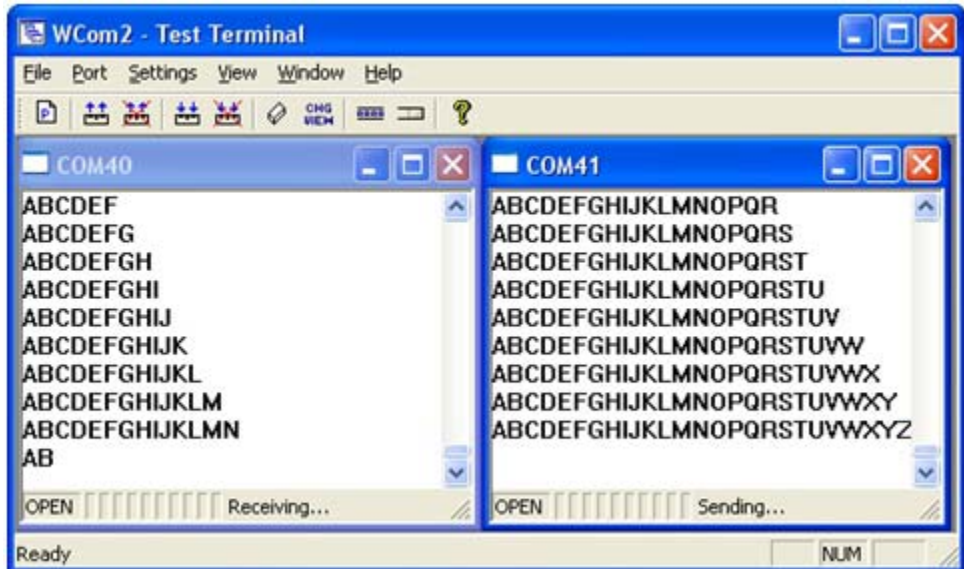 WCom2 - Test Terminal
File Port Settings View Window Help
P CHG VIEW ?
COM40
ABCDEF
ABCDEFG
ABCDEFGH
ABCDEFGHI
ABCDEFGHIJ
ABCDEFGHIJK
ABCDEFGHIJKL
ABCDEFGHIJKLM
ABCDEFGHIJKLMN
AB
OPEN Receiving...
COM41
ABCDEFGHIJKLMNOPQR
ABCDEFGHIJKLMNOPQRS
ABCDEFGHIJKLMNOPQRST
ABCDEFGHIJKLMNOPQRSTU
ABCDEFGHIJKLMNOPQRSTUV
ABCDEFGHIJKLMNOPQRSTUVW
ABCDEFGHIJKLMNOPQRSTUVWX
ABCDEFGHIJKLMNOPQRSTUVWXY
ABCDEFGHIJKLMNOPQRSTUVWXYZ
OPEN Sending...
Ready NUM